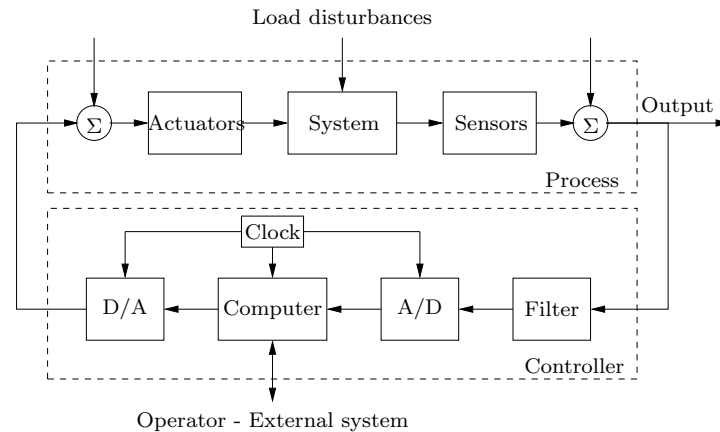 Load disturbances
Output
Σ
Actuators
System
Sensors
Σ
Process
Clock
D/A
Computer
A/D
Filter
Controller
Operator - External system